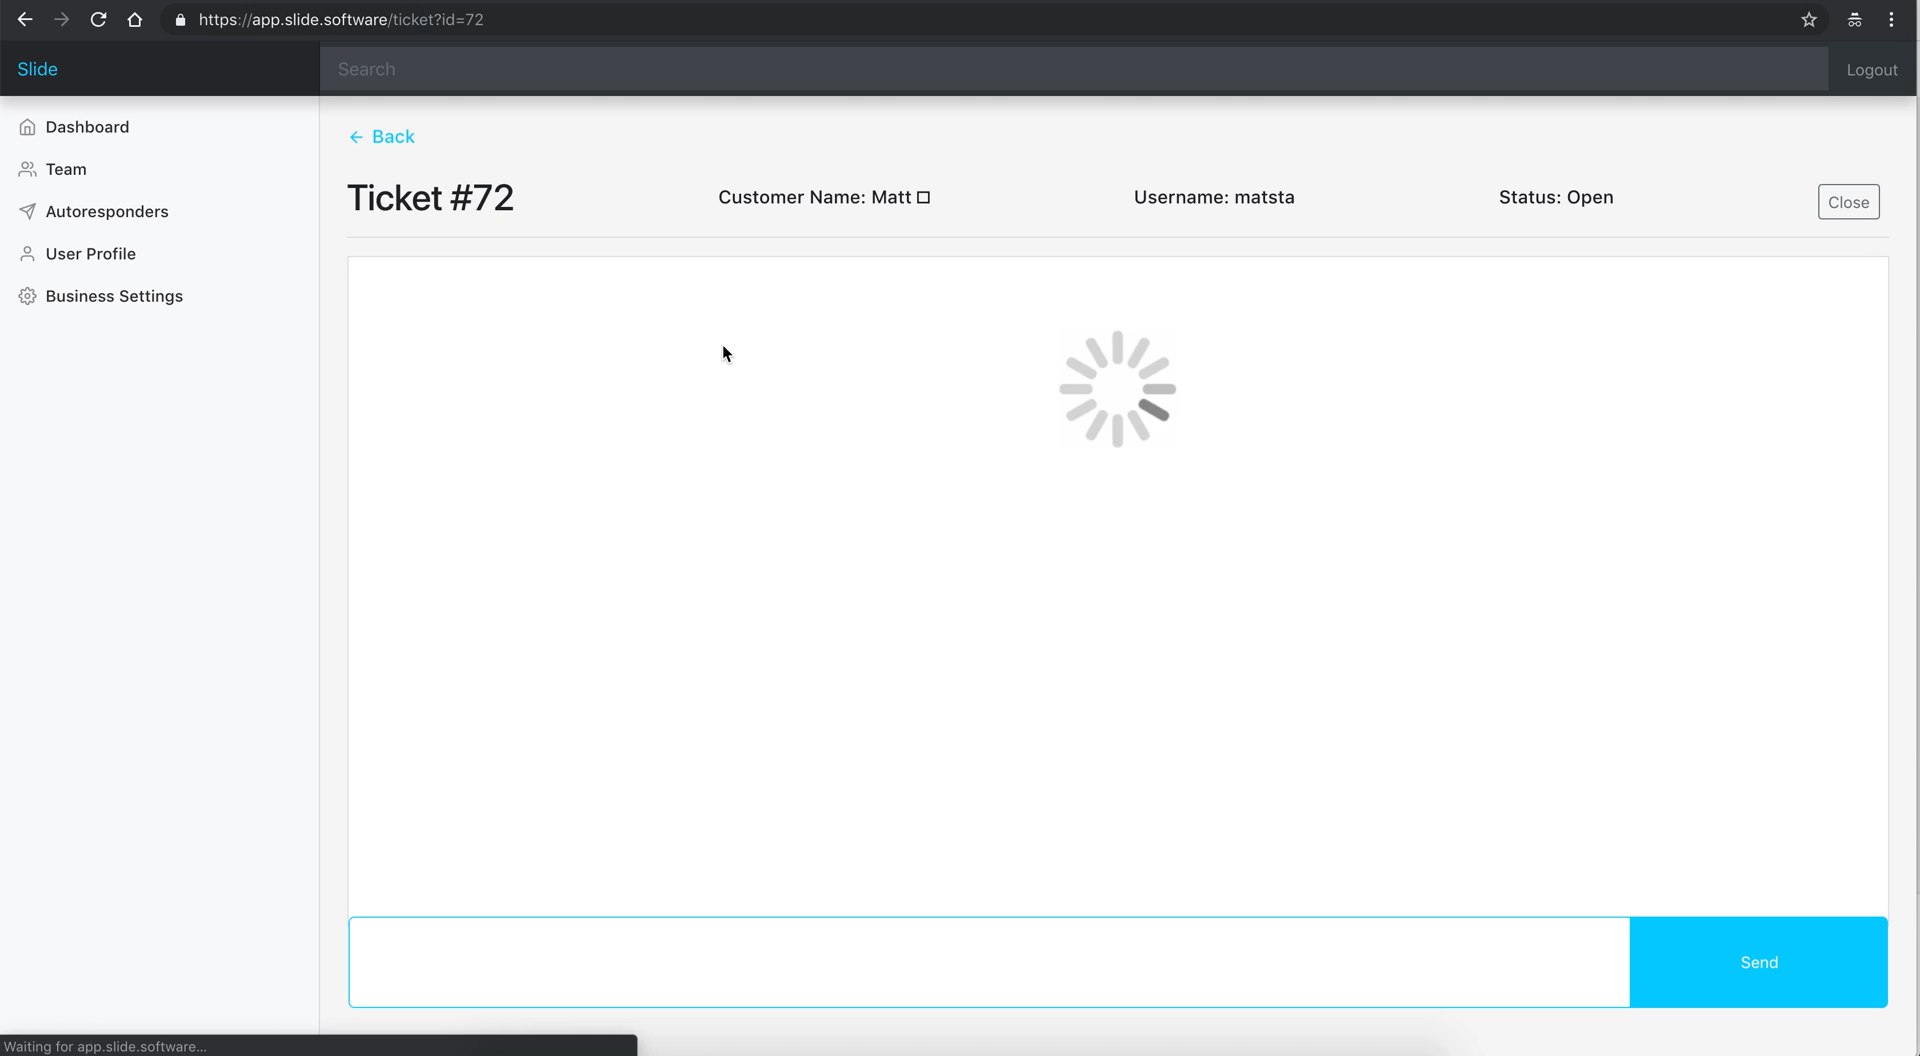 https://app.slide.software/ticket?id=72
Slide
Search
Logout
Dashboard
Team
Autoresponders
User Profile
Business Settings
← Back
Ticket #72
Customer Name: Matt □
Username: matsta
Status: Open
Close
Send
Waiting for app.slide.software...